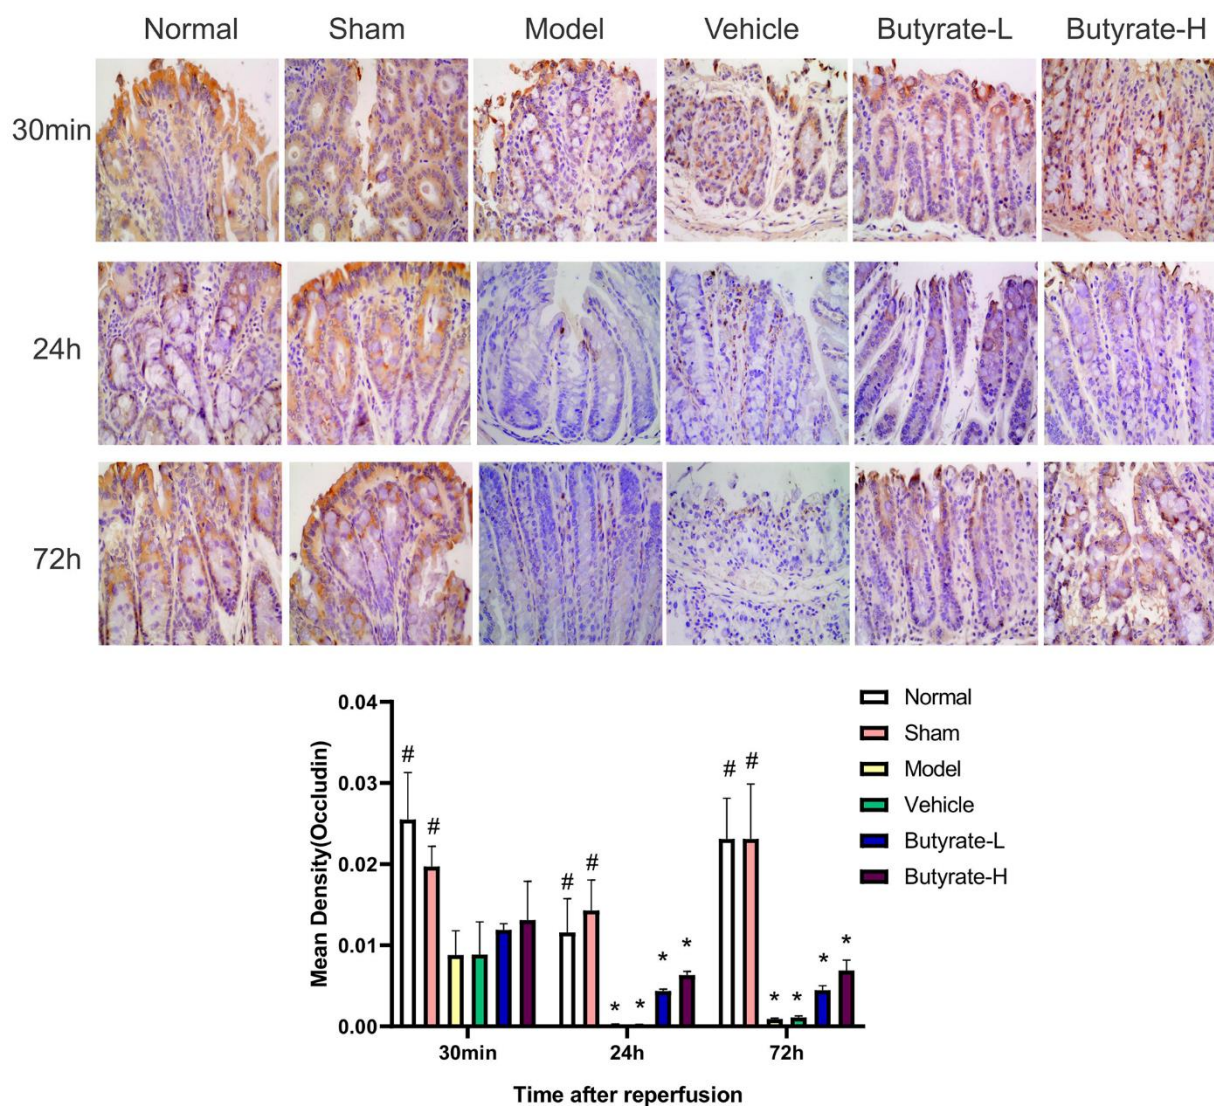 Normal Sham Model Vehicle Butyrate-L Butyrate-H
30min
24h
72h
Mean Density(Occludin)
0.04
0.03
0.02
0.01
0.00
# #
# #
* * * *
# #
* * * *
30min 24h 72h
Time after reperfusion
Normal
Sham
Model
Vehicle
Butyrate-L
Butyrate-H